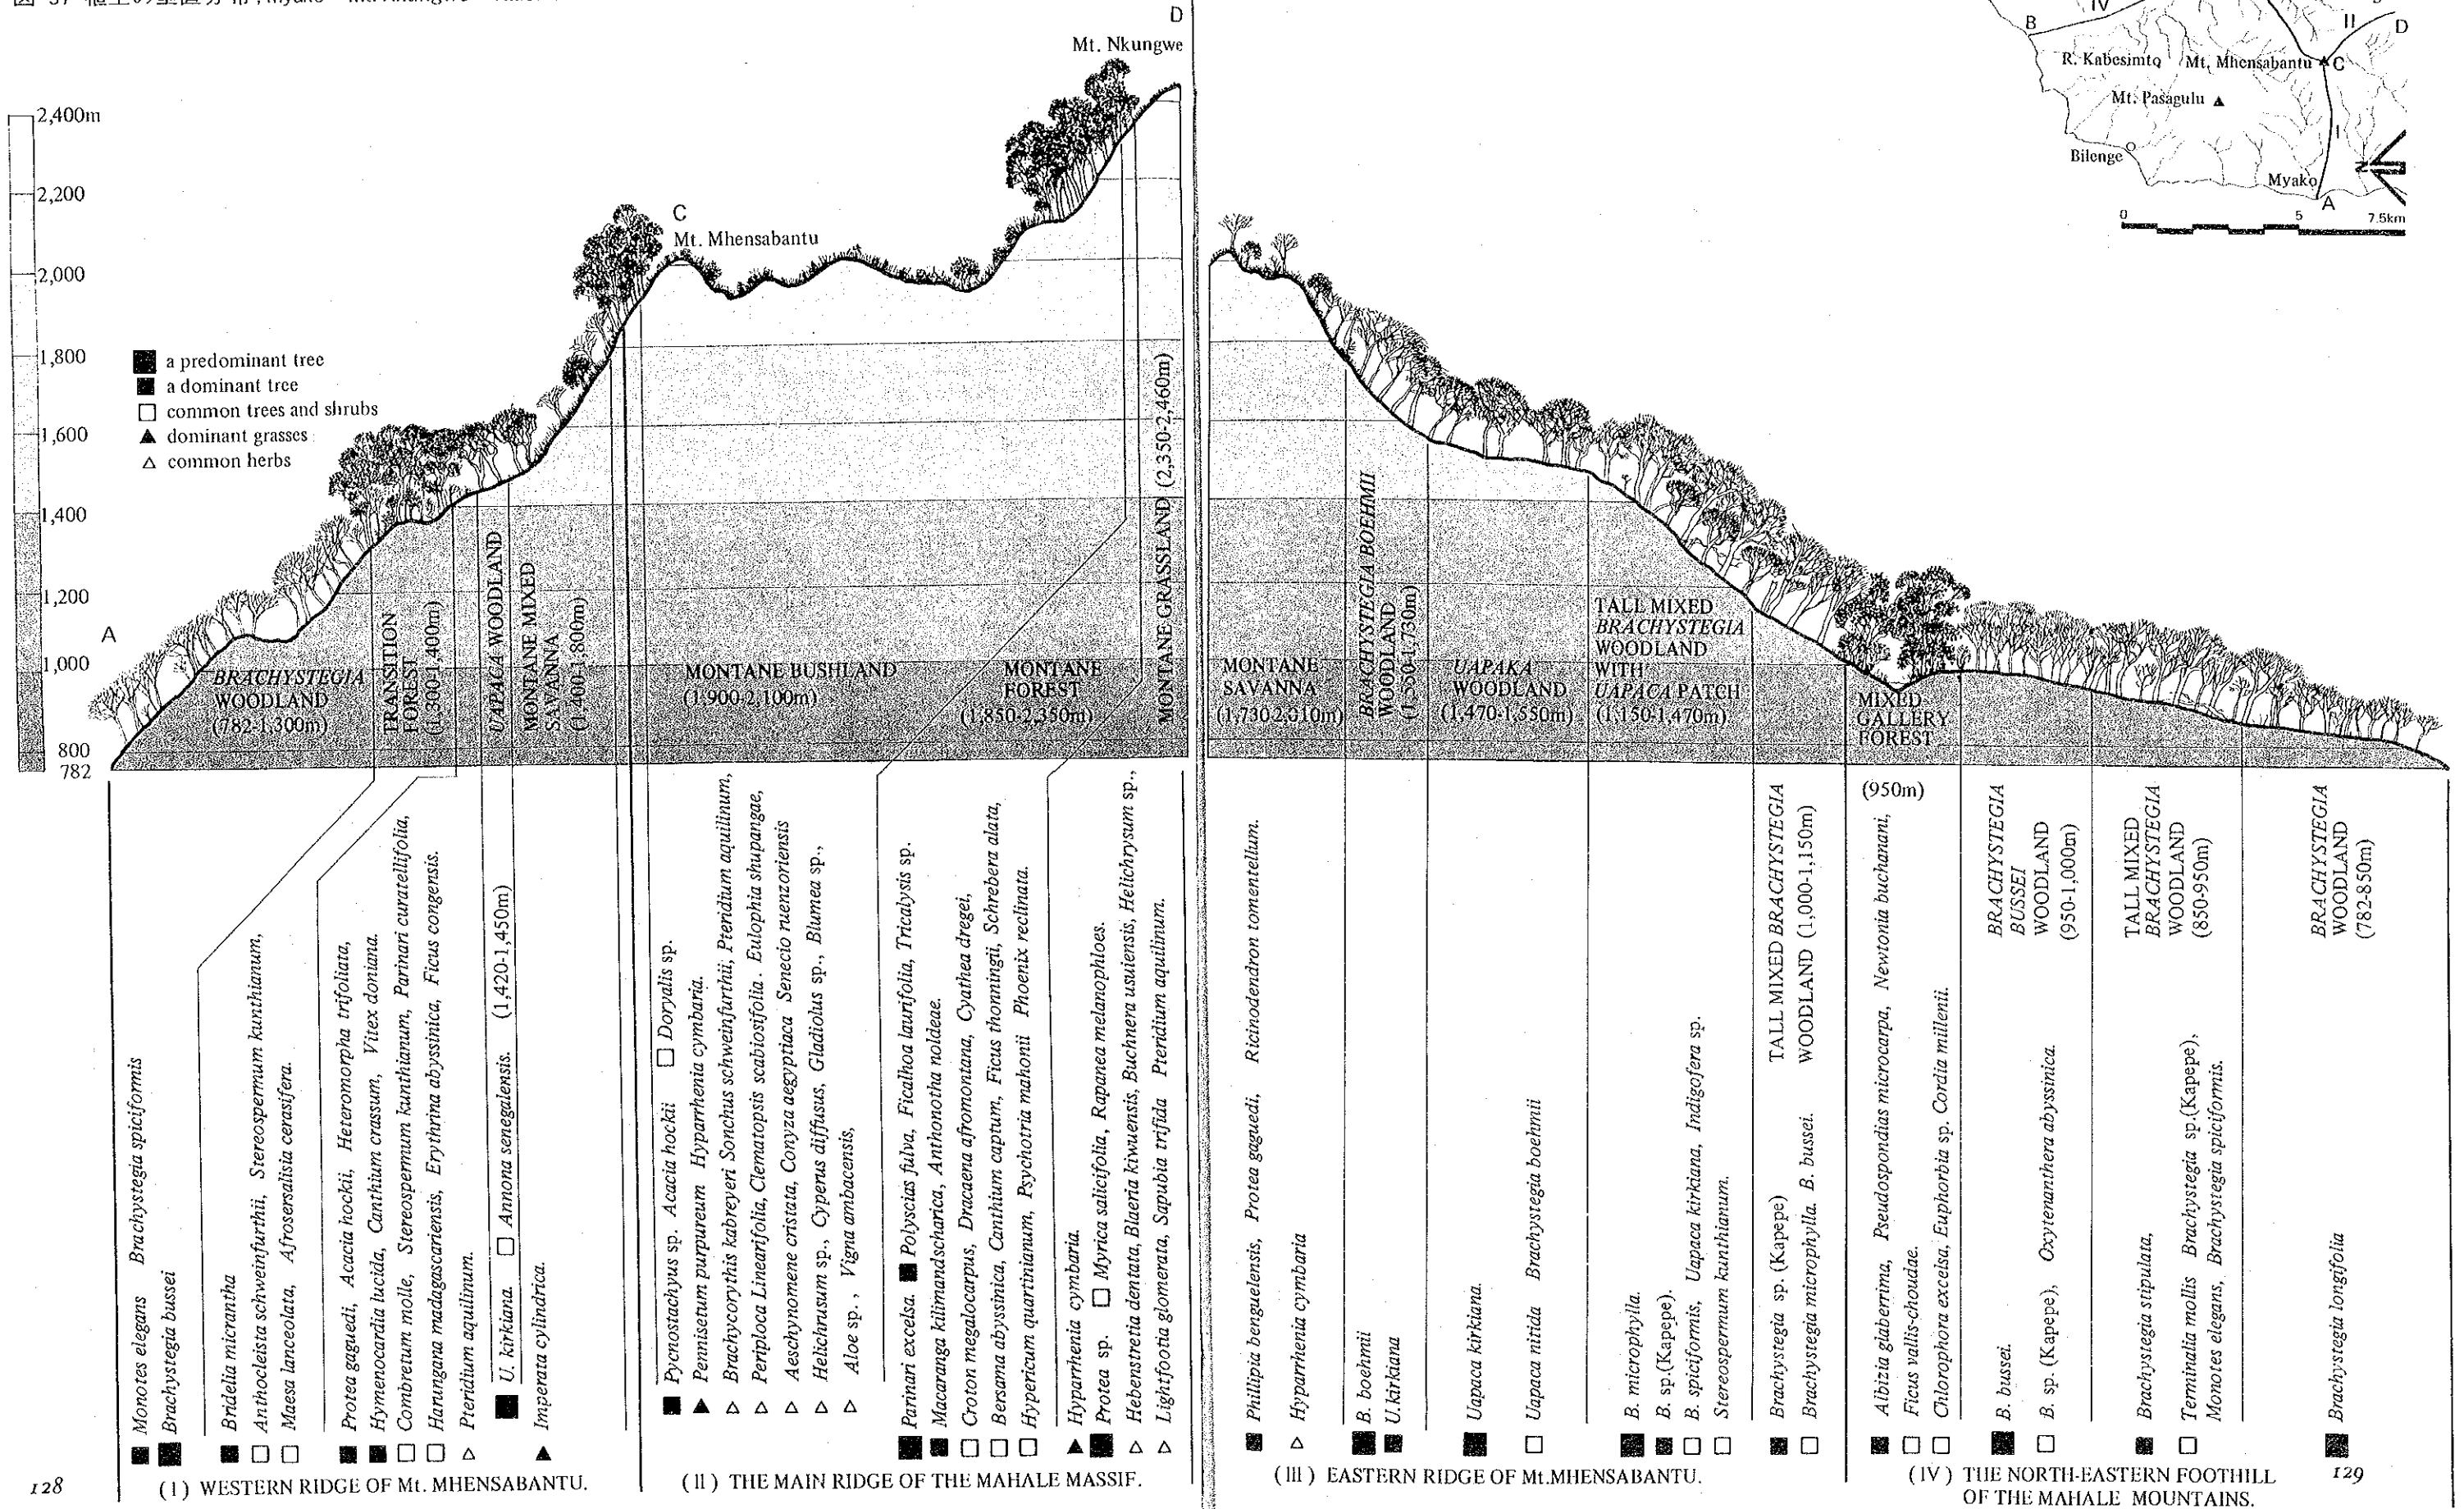 図 37 植生の垂直分布
D
Mt. Nkungwe
IV
II
B
D
R. Kabesimto
Mt. Mhensabantu
C
Mt. Pasagulu
I
Bilenge
Myako
A
N
0
5
7.5km
2,400m
2,200
2,000
1,800
1,600
1,400
1,200
1,000
800
782
a predominant tree
a dominant tree
common trees and shrubs
dominant grasses
common herbs
A
C
Mt. Mhensabantu
BRACHYSTEGIA
WOODLAND
(782-1,300m)
TRANSITION
FOREST
(1,300-1,400m)
UAPACA WOODLAND
MONTANE MIXED
SAVANNA
(1,400-1,800m)
MONTANE BUSHLAND
(1,900-2,100m)
MONTANE
FOREST
(1,850-2,350m)
MONTANE GRASSLAND (2,350-2,460m)
MONTANE
SAVANNA
(1,730-2,010m)
BRACHYSTEGIA BOEHMII
WOODLAND
(1,550-1,730m)
UAPAKA
WOODLAND
(1,470-1,550m)
TALL MIXED
BRACHYSTEGIA
WOODLAND
WITH
UAPACA PATCH
(1,150-1,470m)
MIXED
GALLERY
FOREST
(950m)
TALL MIXED BRACHYSTEGIA
WOODLAND (1,000-1,150m)
BRACHYSTEGIA
BUSSEI
WOODLAND
(950-1,000m)
TALL MIXED
BRACHYSTEGIA
WOODLAND
(850-950m)
BRACHYSTEGIA
WOODLAND
(782-850m)
Monotes elegans Brachystegia spiciformis
Brachystegia bussei
Bridelia micrantha
Anthocleista schweinfurthii, Stereospermum kunthianum,
Maesa lanceolata, Afrosersalisia cerasifera.
Protea gaguedi, Acacia hockii, Heteromorpha trifoliata,
Hymenocardia lucida, Canthium crassum, Vitex doniana.
Combretum molle, Stereospermum kunthianum, Parinari curatellifolia,
Harungana madagascariensis, Erythrina abyssinica, Ficus congensis.
Pteridium aquilinum.
U. kirkiana. Annona senegalensis. (1,420-1,450m)
Imperata cylindrica.
Pycnostachyus sp. Acacia hockii Doryalis sp.
Pennisetum purpureum Hyparrhenia cymbaria.
Brachycorythis kabreyeri Sonchus schweinfurthii, Pteridium aquilinum,
Periploca Linearifolia, Clematopsis scabiosifolia. Eulophia shupangae,
Aeschynomene cristata, Conyza aegyptiaca Senecio ruenzoriensis
Helichrusum sp., Cyperus diffusus, Gladiolus sp., Blumea sp.,
Aloe sp., Vigna ambacensis,
Parinari excelsa. Polyscias fulva, Ficalhoa laurifolia, Tricalysis sp.
Macaranga kilimandscharica, Anthonotha noldeae.
Croton megalocarpus, Dracaena afromontana, Cyathea dregei,
Bersama abyssinica, Canthium captum, Ficus thonningii, Schrebera alata,
Hypericum quartinianum, Psychotria mahonii Phoenix reclinata.
Hyparrhenia cymbaria.
Protea sp. Myrica salicifolia, Rapanea melanophloes.
Hebenstretia dentata, Blaeria kiwuensis, Buchnera usuiensis, Helichrysum sp.,
Lightfootia glomerata, Sapubia trifida Pteridium aquilinum.
Phillipia benguelensis, Protea gaguedi, Ricinodendron tomentellum.
Hyparrhenia cymbaria
B. boehmii
U.kirkiana
Uapaca kirkiana.
Uapaca nitida Brachystegia boehmii
B. microphylla.
B. sp.(Kapepe).
B. spiciformis, Uapaca kirkiana, Indigofera sp.
Stereospermum kunthianum.
Brachystegia sp. (Kapepe)
Brachystegia microphylla. B. bussei.
Albizia glaberrima, Pseudospondias microcarpa, Newtonia buchanani,
Ficus vallis-choudae.
Chlorophora excelsa, Euphorbia sp. Cordia millenii.
B. bussei.
B. sp. (Kapepe), Oxytenanthera abyssinica.
Brachystegia stipulata,
Terminalia mollis Brachystegia sp.(Kapepe),
Monotes elegans, Brachystegia spiciformis.
Brachystegia longifolia
128
(I) WESTERN RIDGE OF Mt. MHENSABANTU.
(II) THE MAIN RIDGE OF THE MAHALE MASSIF.
(III) EASTERN RIDGE OF Mt.MHENSABANTU.
(IV) THE NORTH-EASTERN FOOTHILL
OF THE MAHALE MOUNTAINS.
129